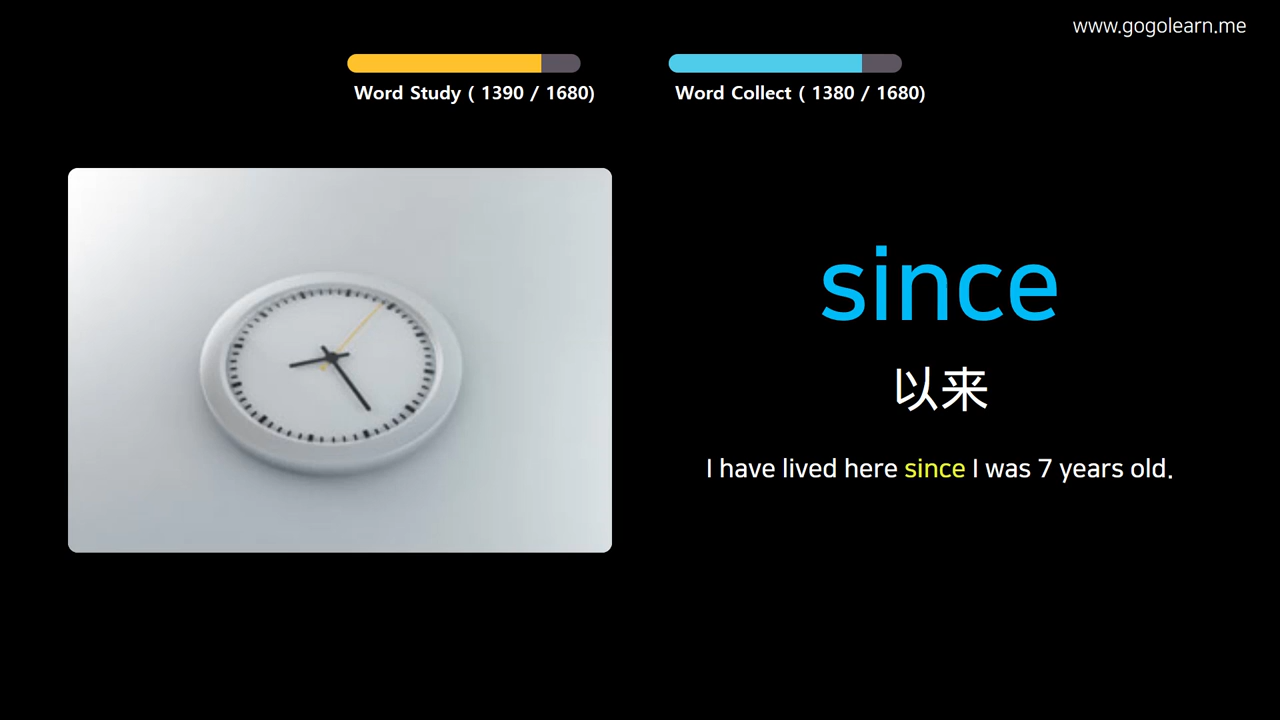 www.gogolearn.me
Word Study ( 1390 / 1680)
Word Collect ( 1380 / 1680)
since
以来
I have lived here since I was 7 years old.